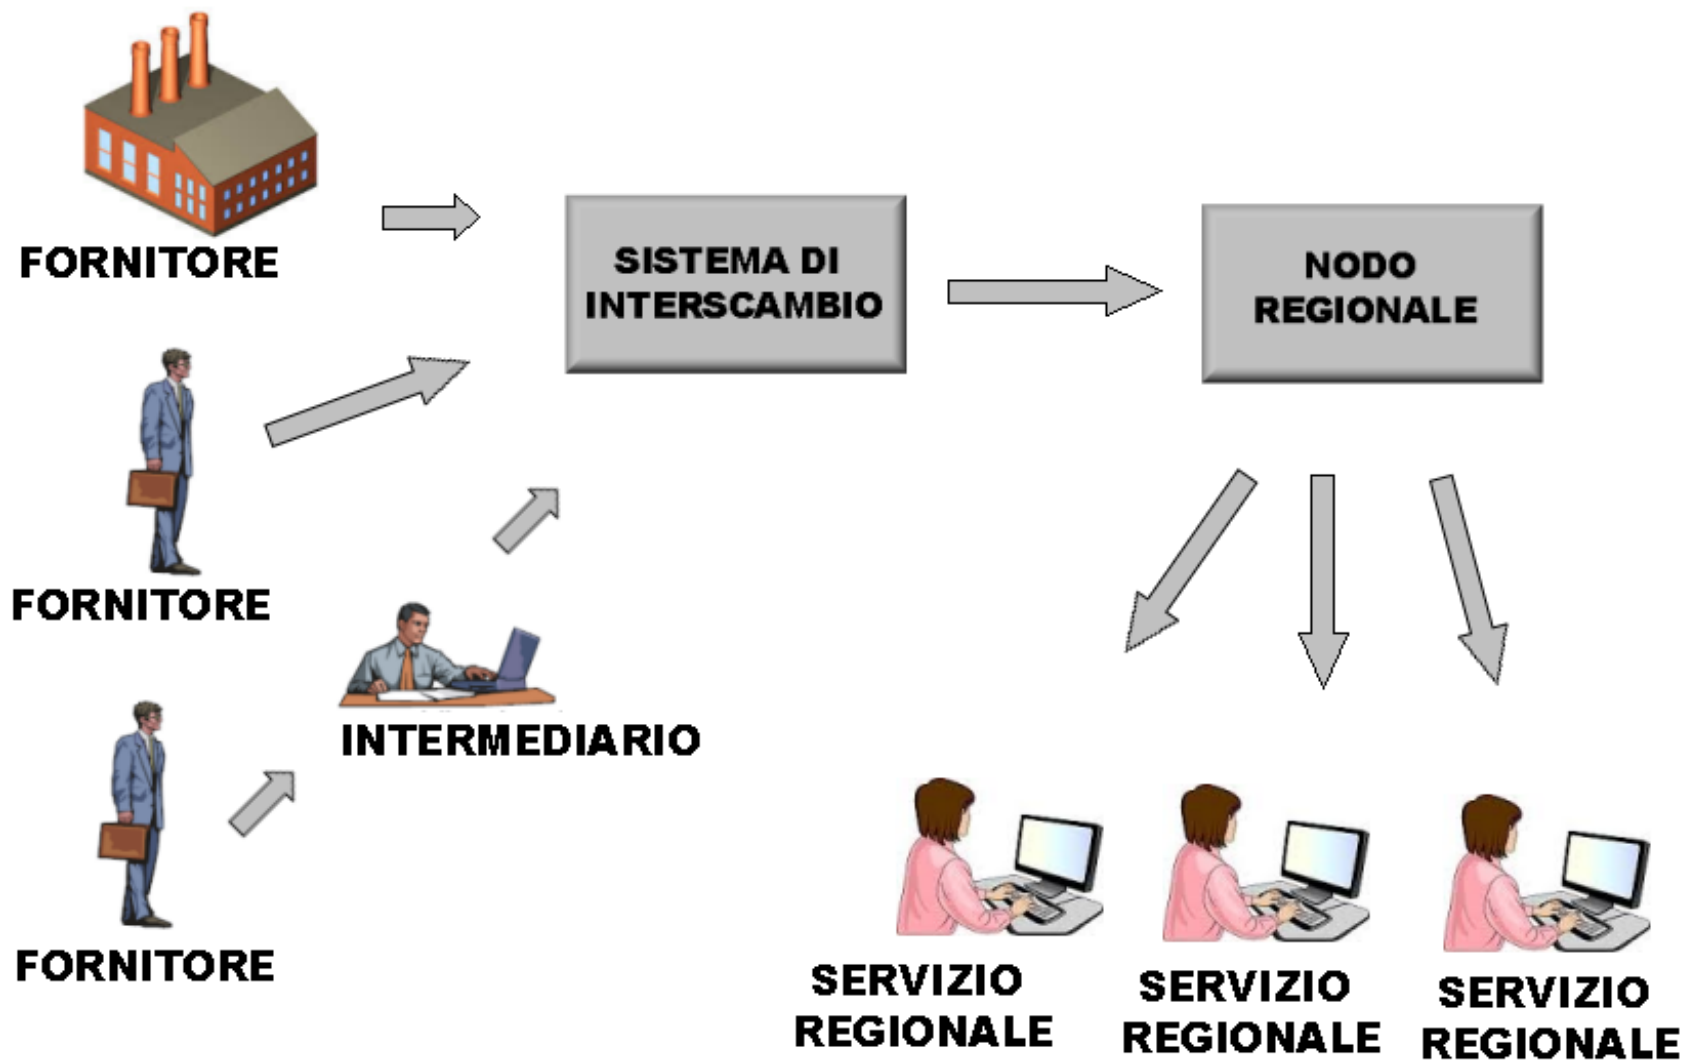 FORNITORE
SISTEMA DI
INTERSCAMBIO
NODO
REGIONALE
FORNITORE
INTERMEDIARIO
FORNITORE
SERVIZIO
REGIONALE
SERVIZIO
REGIONALE
SERVIZIO
REGIONALE